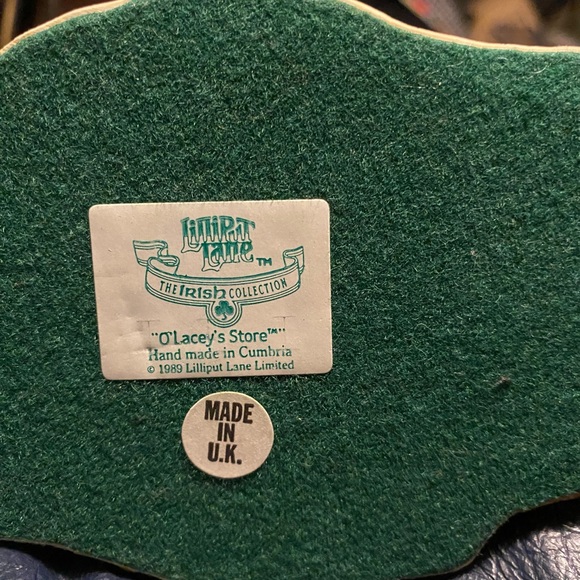 Lilliput
Lane™
THE IRISH COLLECTION
"O'Lacey's Store™"
Hand made in Cumbria
© 1989 Lilliput Lane Limited
MADE
IN
U.K.